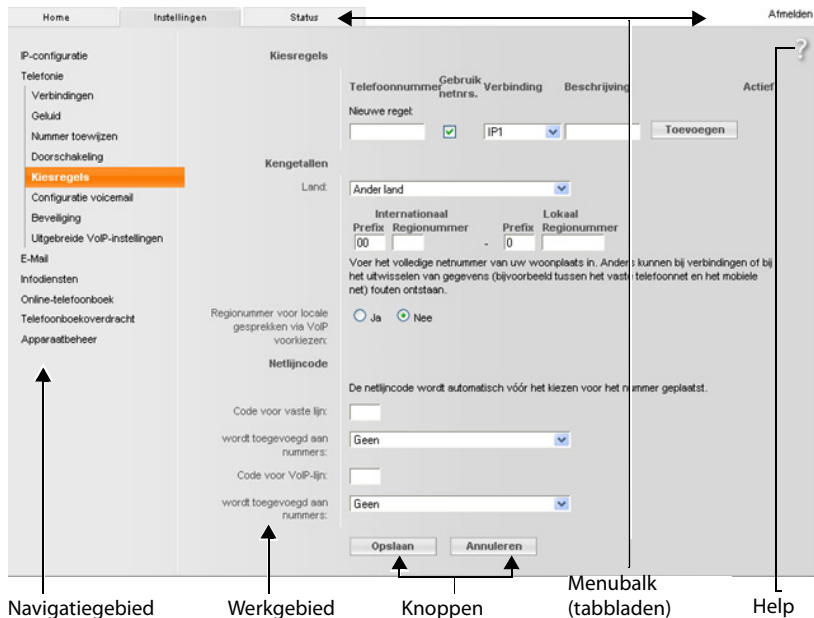 Home Instellingen Status Afmelden
IP-configuratie
Telefonie
Verbindingen
Geluid
Nummer toewijzen
Doorschakeling
Kiesregels
Configuratie voicemail
Beveiliging
Uitgebreide VoIP-instellingen
E-Mail
Infodiensten
Online-telefoonboek
Telefoonboekoverdracht
Apparaatbeheer
Kiesregels
Telefoonnummer Gebruik netnrs. Verbinding Beschrijving Actief
Nieuwe regel:
IP1 Toevoegen
Kengetallen
Land: Ander land
Internationaal Lokaal
Prefix Regionummer Prefix Regionummer
00 - 0
Voer het volledige netnummer van uw woonplaats in. Anders kunnen bij verbindingen of bij
het uitwisselen van gegevens (bijvoorbeeld tussen het vaste telefoonnet en het mobiele
net) fouten ontstaan.
Regionummer voor locale
gesprekken via VoIP
voorkiezen:
Ja Nee
Netlijncode
De netlijncode wordt automatisch vóór het kiezen voor het nummer geplaatst.
Code voor vaste lijn:
wordt toegevoegd aan
nummers:
Geen
Code voor VoIP-lijn:
wordt toegevoegd aan
nummers:
Geen
Opslaan Annuleren
?
Navigatiegebied
Werkgebied
Knoppen
Menubalk
(tabbladen)
Help